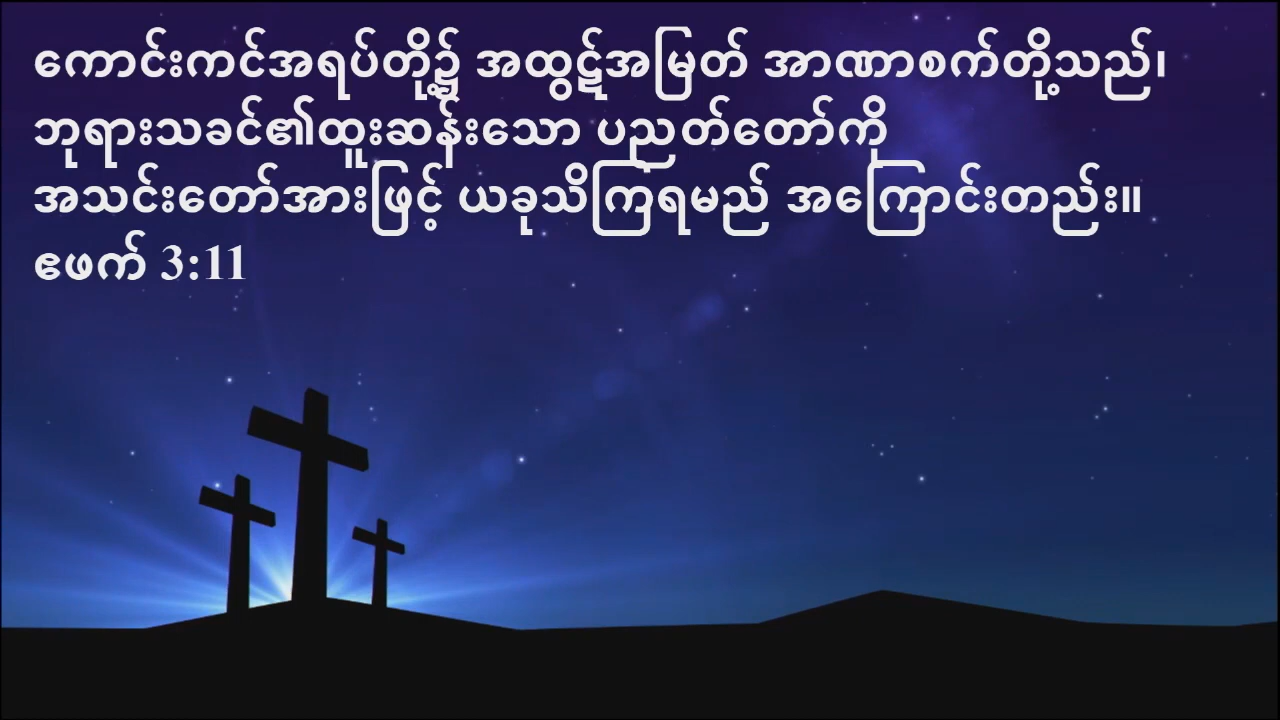 ကောင်းကင်အရပ်တို့၌ အထွဋ်အမြတ် အာဏာစက်တို့သည်၊
ဘုရားသခင်၏ထူးဆန်းသော ပညတ်တော်ကို
အသင်းတော်အားဖြင့် ယခုသိကြရမည် အကြောင်းတည်း။
ဧဖက် 3:11